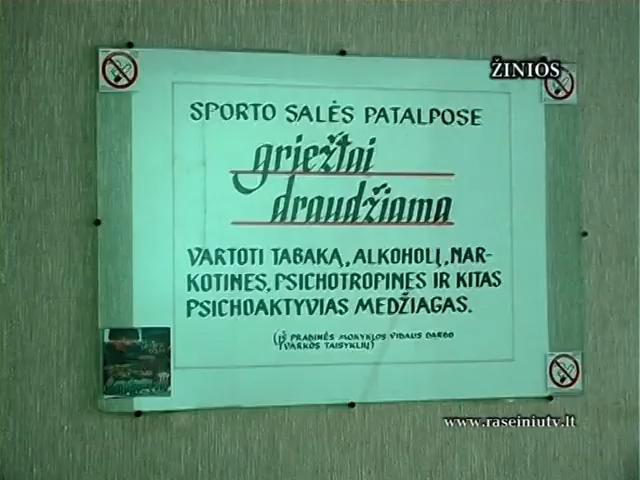 ŽINIOS
SPORTO SALĖS PATALPOSE
griežtai
draudžiama
VARTOTI TABAKĄ, ALKOHOLĮ, NAR-
KOTINES, PSICHOTROPINES IR KITAS
PSICHOAKTYVIAS MEDŽIAGAS.
(IŠ PRADINĖS MOKYKLOS VIDAUS DARBO
TVARKOS TAISYKLIŲ)
www.raseiniutv.lt